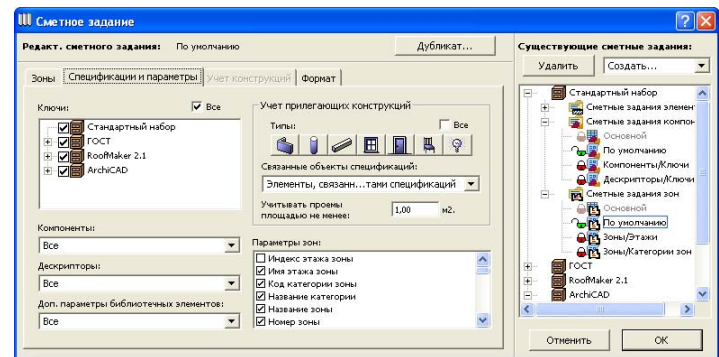 Сметное задание
Редакт. сметного задания: По умолчанию
Дубликат...
Зоны
Спецификации и параметры
Учет конструкций
Формат
Ключи:
Все
Стандартный набор
ГОСТ
RoofMaker 2.1
ArchiCAD
Компоненты:
Все
Дескрипторы:
Все
Доп. параметры библиотечных элементов:
Все
Учет прилегающих конструкций
Типы:
Все
Связанные объекты спецификаций:
Элементы, связанн...тами спецификаций
Учитывать проемы
площадью не менее:
1,00 м2.
Параметры зон:
Индекс этажа зоны
Имя этажа зоны
Код категории зоны
Название категории
Название зоны
Номер зоны
Существующие сметные задания:
Удалить
Создать...
Стандартный набор
Сметные задания элемен
Сметные задания компон
Основной
По умолчанию
Компоненты/Ключи
Дескрипторы/Ключи
Сметные задания зон
Основной
По умолчанию
Зоны/Этажи
Зоны/Категории зон
ГОСТ
RoofMaker 2.1
ArchiCAD
Отменить
OK